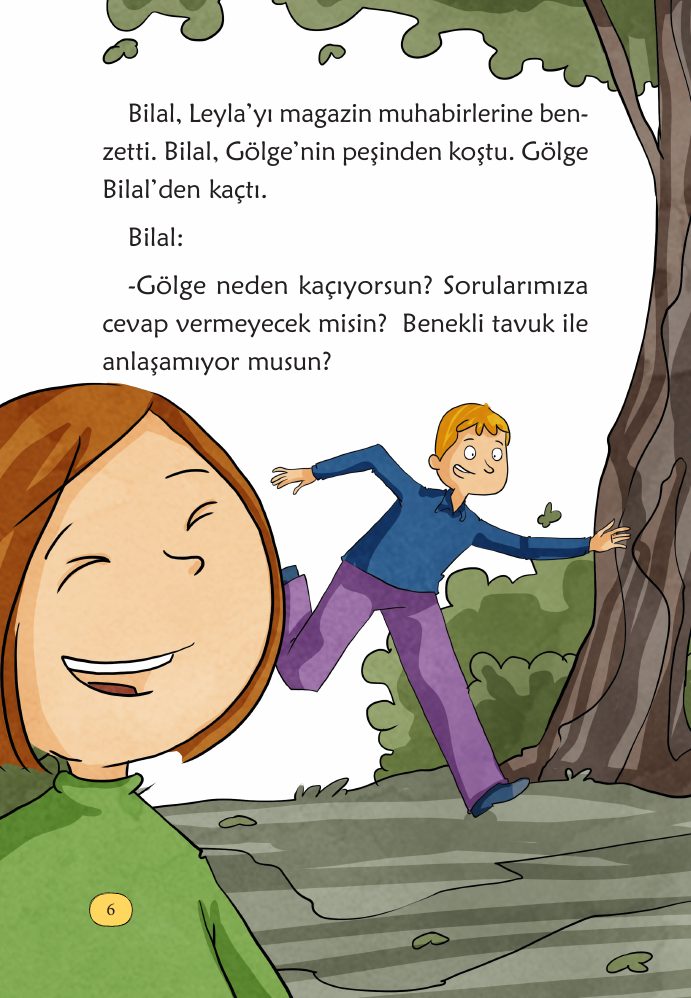 Bilal, Leyla’yı magazin muhabirlerine ben-
zetti. Bilal, Gölge’nin peşinden koştu. Gölge
Bilal’den kaçtı.
Bilal:
-Gölge neden kaçıyorsun? Sorularımıza
cevap vermeyecek misin?  Benekli tavuk ile
anlaşamıyor musun?
6